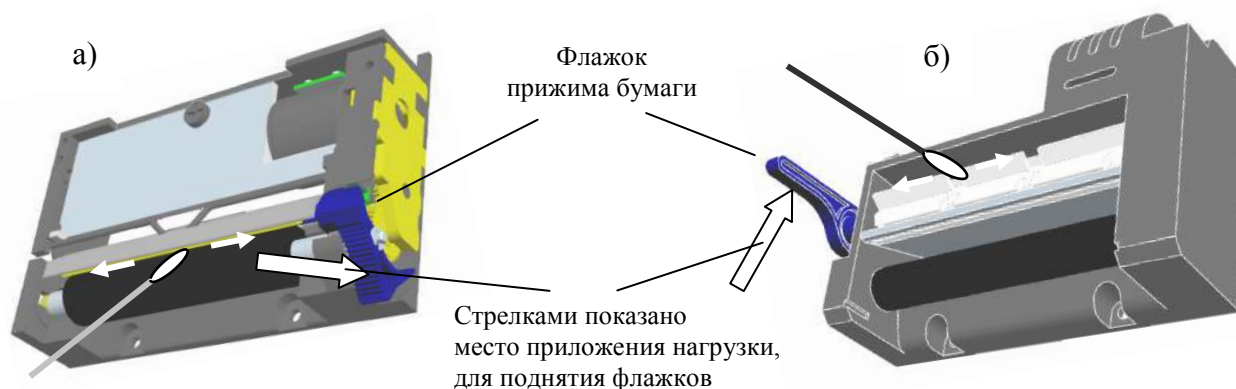 а)
Флажок
прижима бумаги
б)
Стрелками показано
место приложения нагрузки,
для поднятия флажков